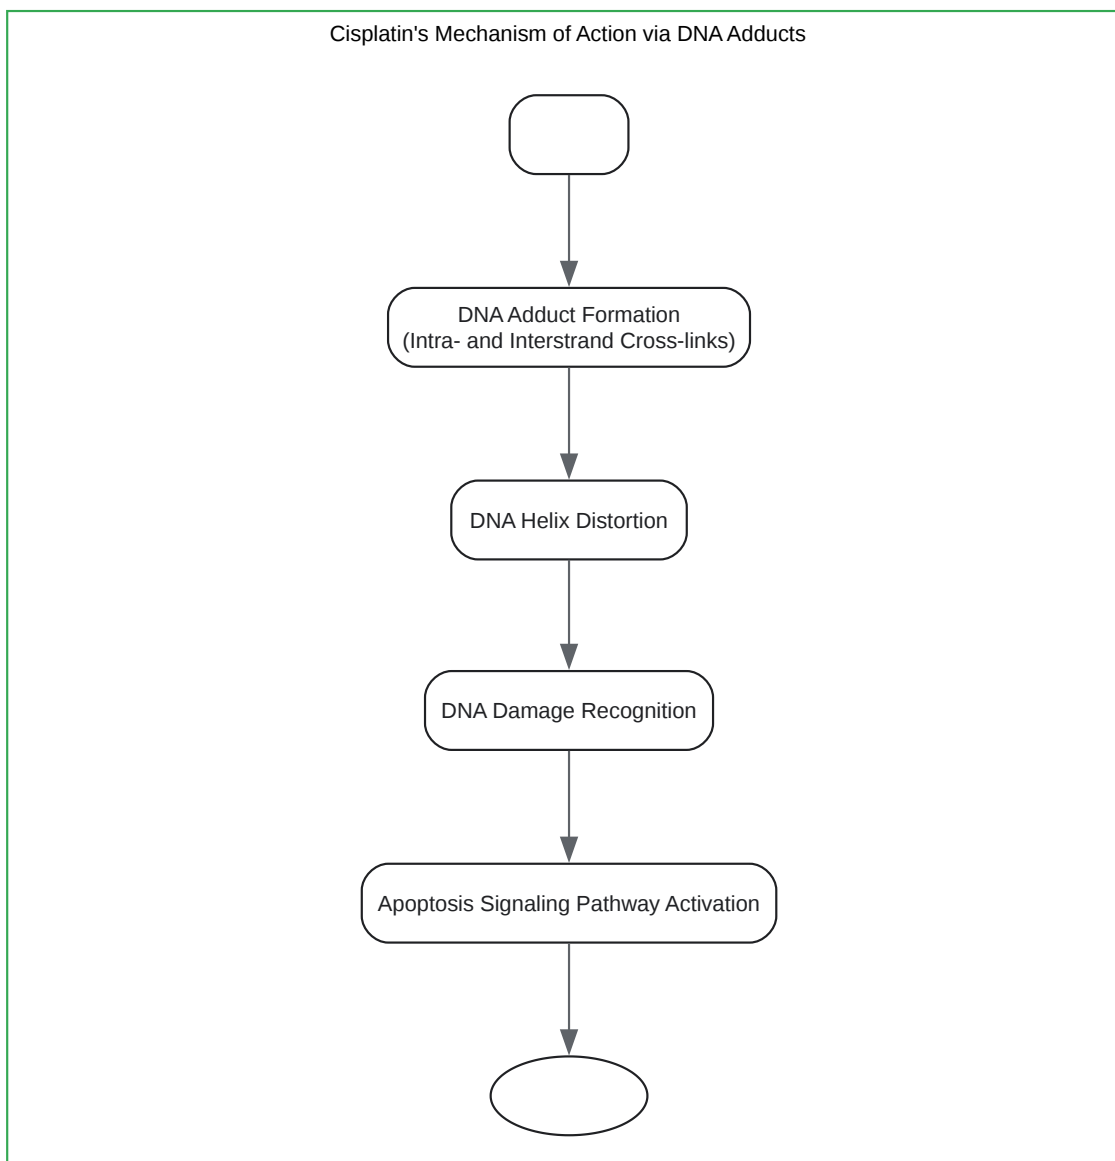 Cisplatin's Mechanism of Action via DNA Adducts
DNA Adduct Formation
(Intra- and Interstrand Cross-links)
DNA Helix Distortion
DNA Damage Recognition
Apoptosis Signaling Pathway Activation